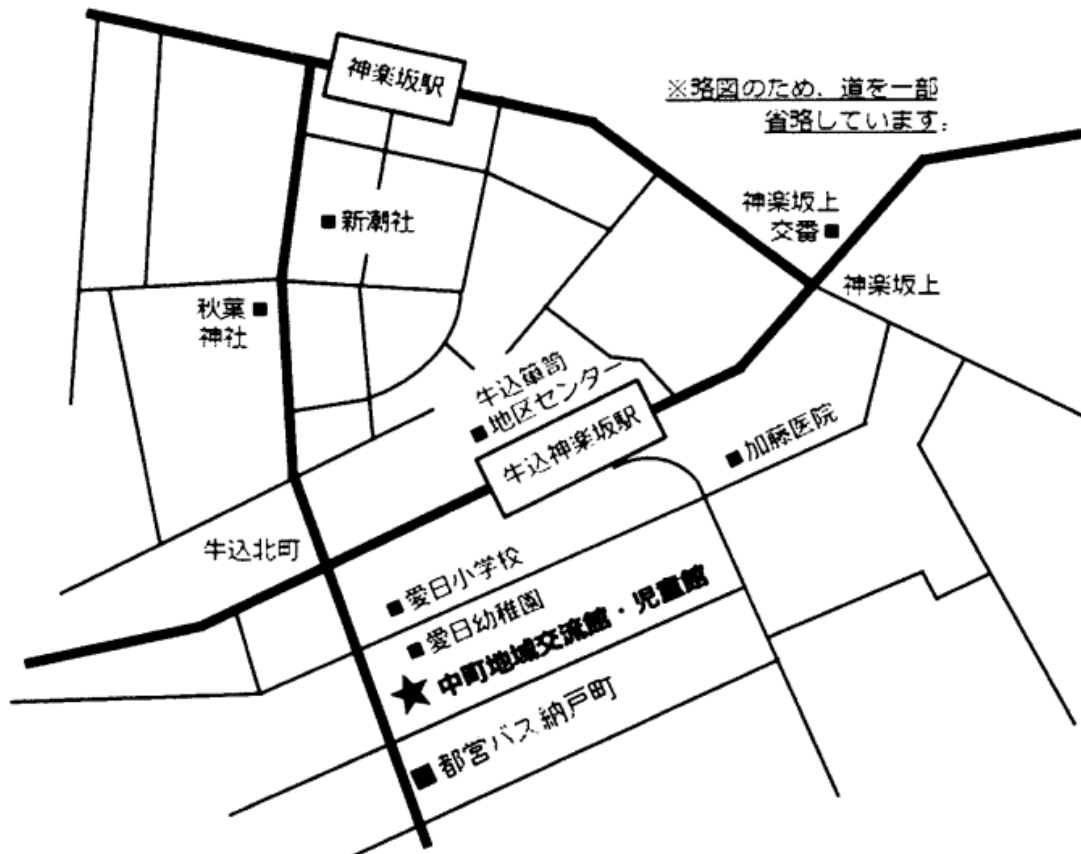 神楽坂駅
※略図のため、道を一部
省略しています。
■新潮社
神楽坂上
交番■
神楽坂上
秋葉■
神社
牛込箪笥
■地区センター
牛込神楽坂駅
■加藤医院
牛込北町
■愛日小学校
■愛日幼稚園
★中町地域交流館・児童館
■都営バス納戸町